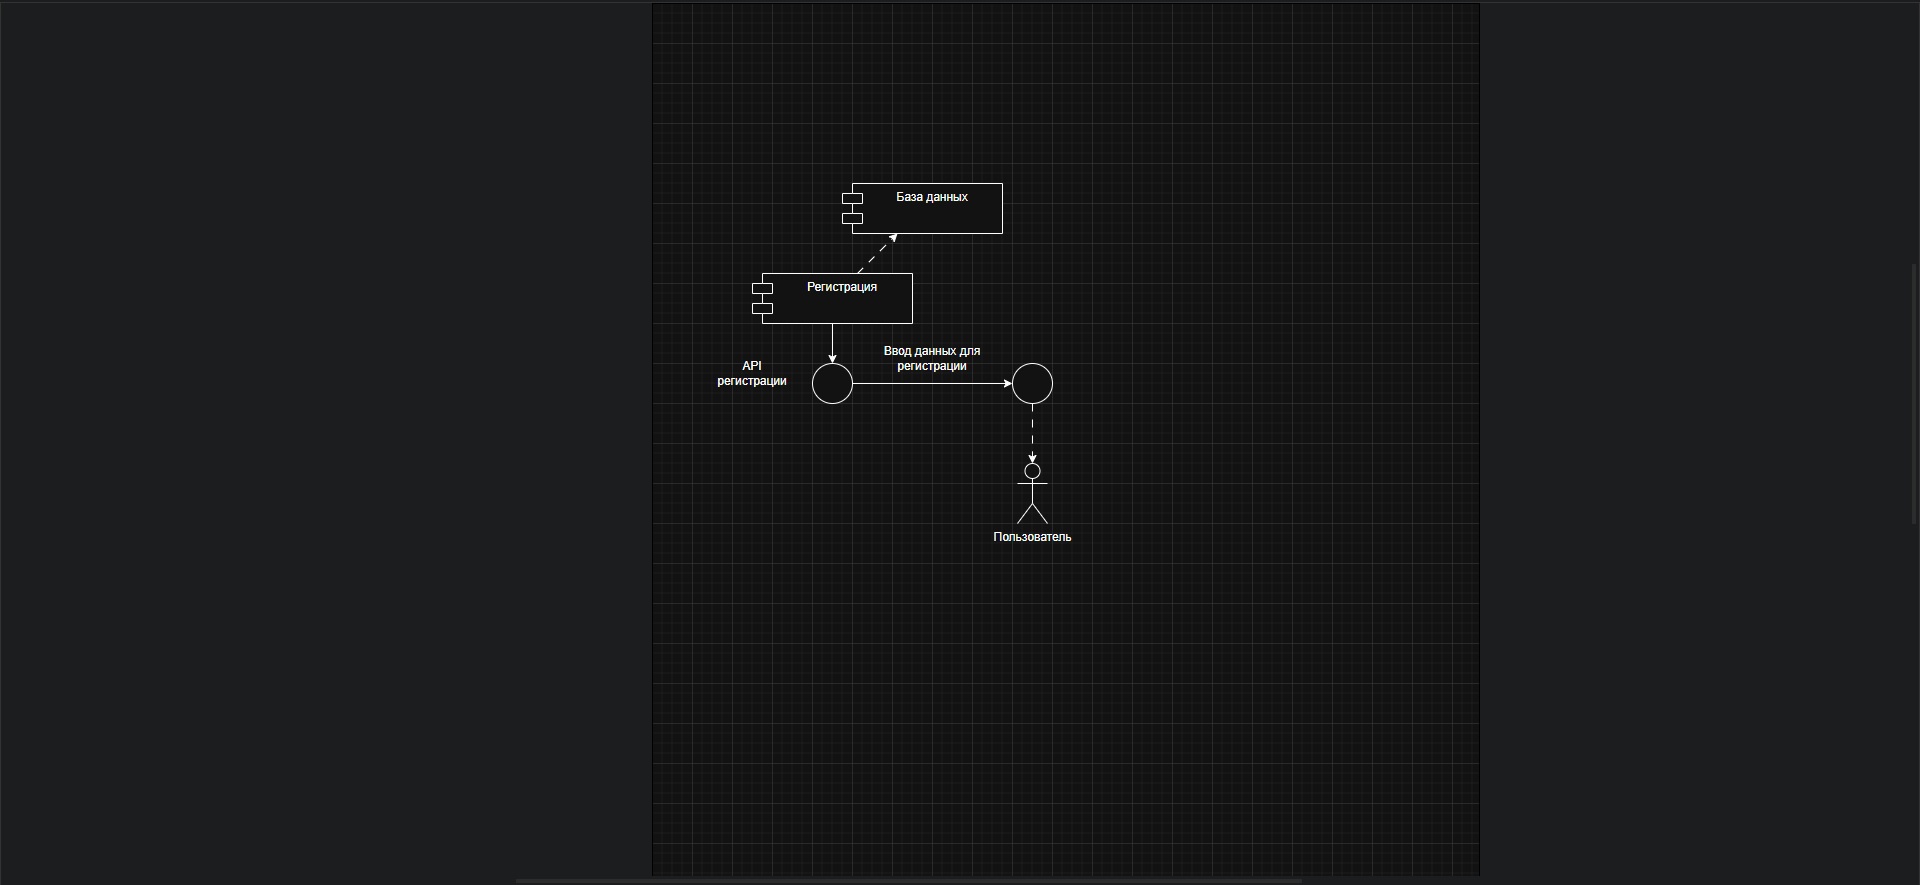 База данных
Регистрация
API
регистрации
Ввод данных для
регистрации
Пользователь